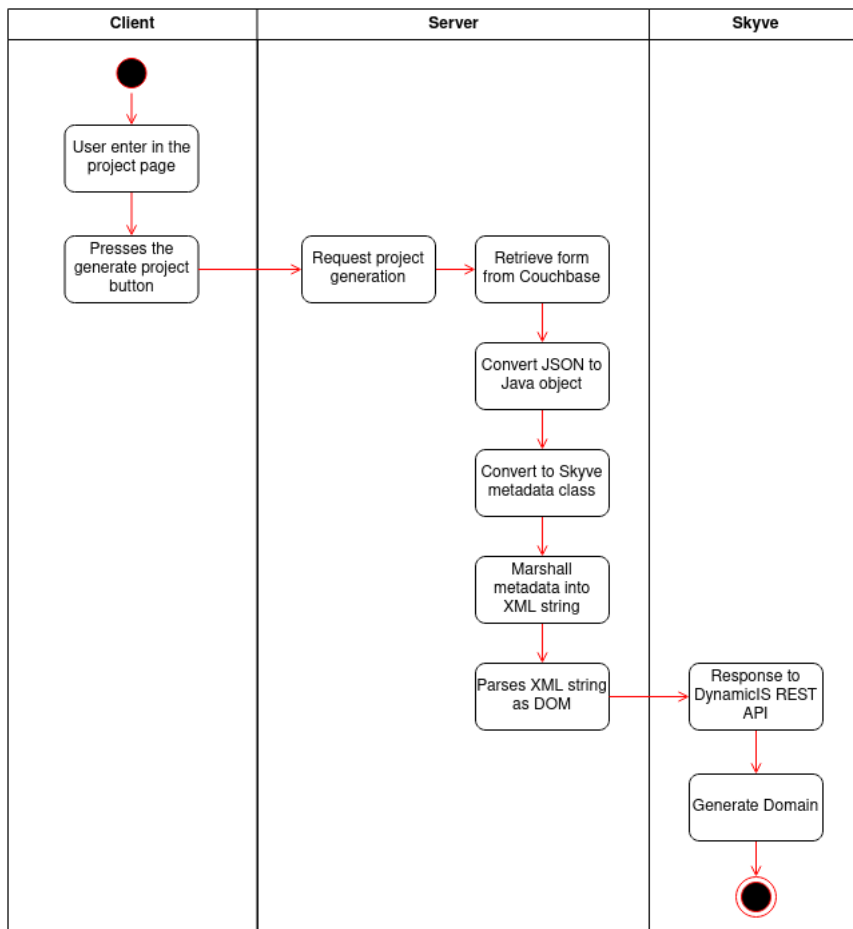 Client
Server
Skyve
User enter in the
project page
Presses the
generate project
button
Request project
generation
Retrieve form
from Couchbase
Convert JSON to
Java object
Convert to Skyve
metadata class
Marshall
metadata into
XML string
Parses XML string
as DOM
Response to
DynamicIS REST
API
Generate Domain